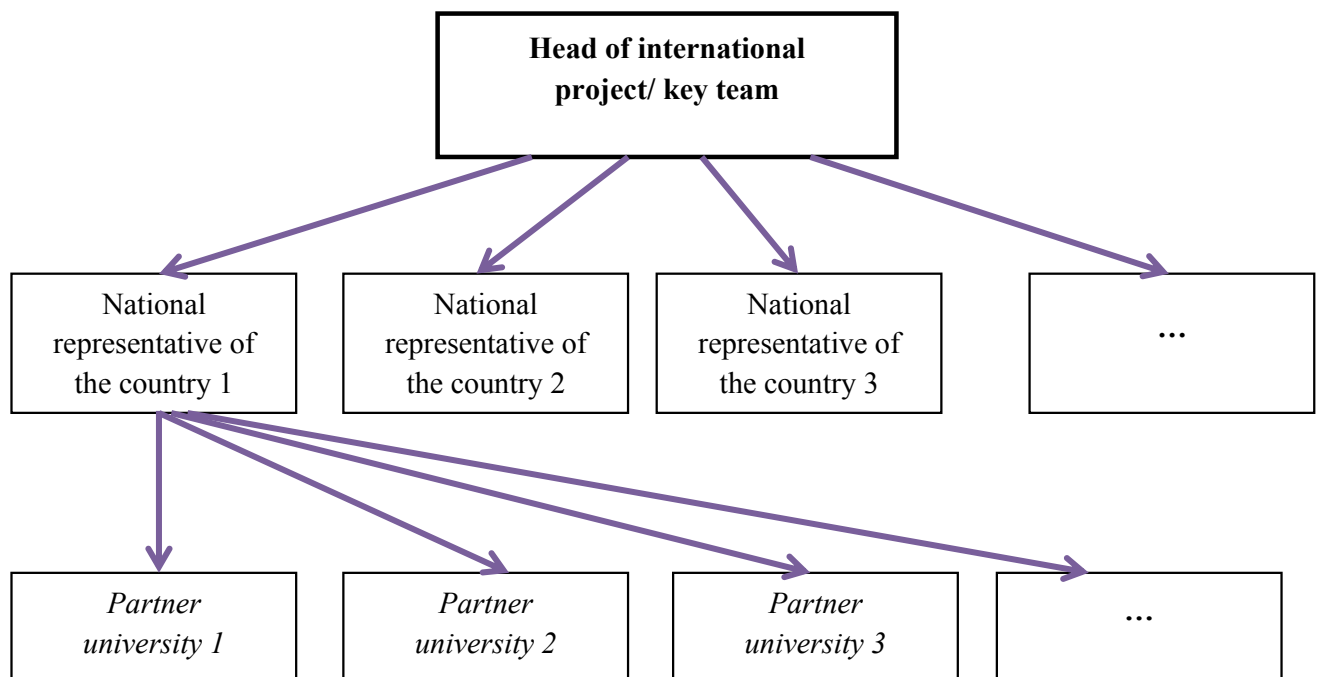 Head of international
project/ key team
National
representative of
the country 1
National
representative of
the country 2
National
representative of
the country 3
...
Partner
university 1
Partner
university 2
Partner
university 3
...